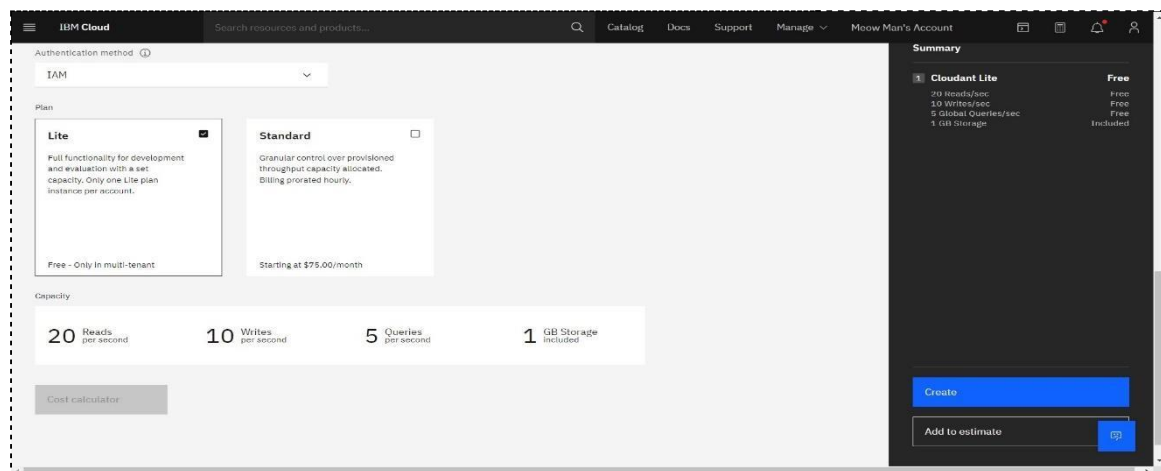 IBM Cloud
Search resources and products...
Catalog
Docs
Support
Manage
Meow Man's Account
Authentication method
IAM
Plan
Lite
Full functionality for development
and evaluation with a set
capacity. Only one Lite plan
instance per account.
Free - Only in multi-tenant
Standard
Granular control over provisioned
throughput capacity allocated.
Billing prorated hourly.
Starting at $75.00/month
Capacity
20 Reads per second
10 Writes per second
5 Queries per second
1 GB Storage included
Cost calculator
Summary
1 Cloudant Lite Free
20 Reads/sec Free
10 Writes/sec Free
5 Global Queries/sec Free
1 GB Storage Included
Create
Add to estimate